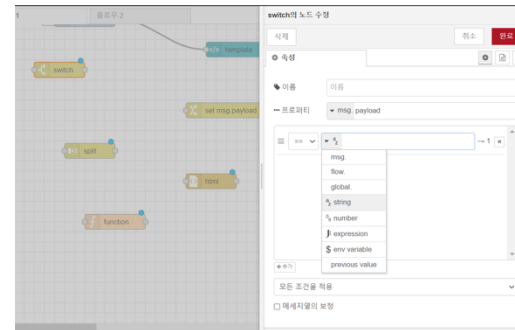 1
플로우 2
switch의 노드 수정
삭제
취소
완료
속성
이름
이름
프로퍼티
msg. payload
==
→ 1
msg.
flow.
global.
string
number
expression
env variable
previous value
추가
모든 조건을 적용
메세지열의 보정
template
switch
set msg.payload
split
html
function